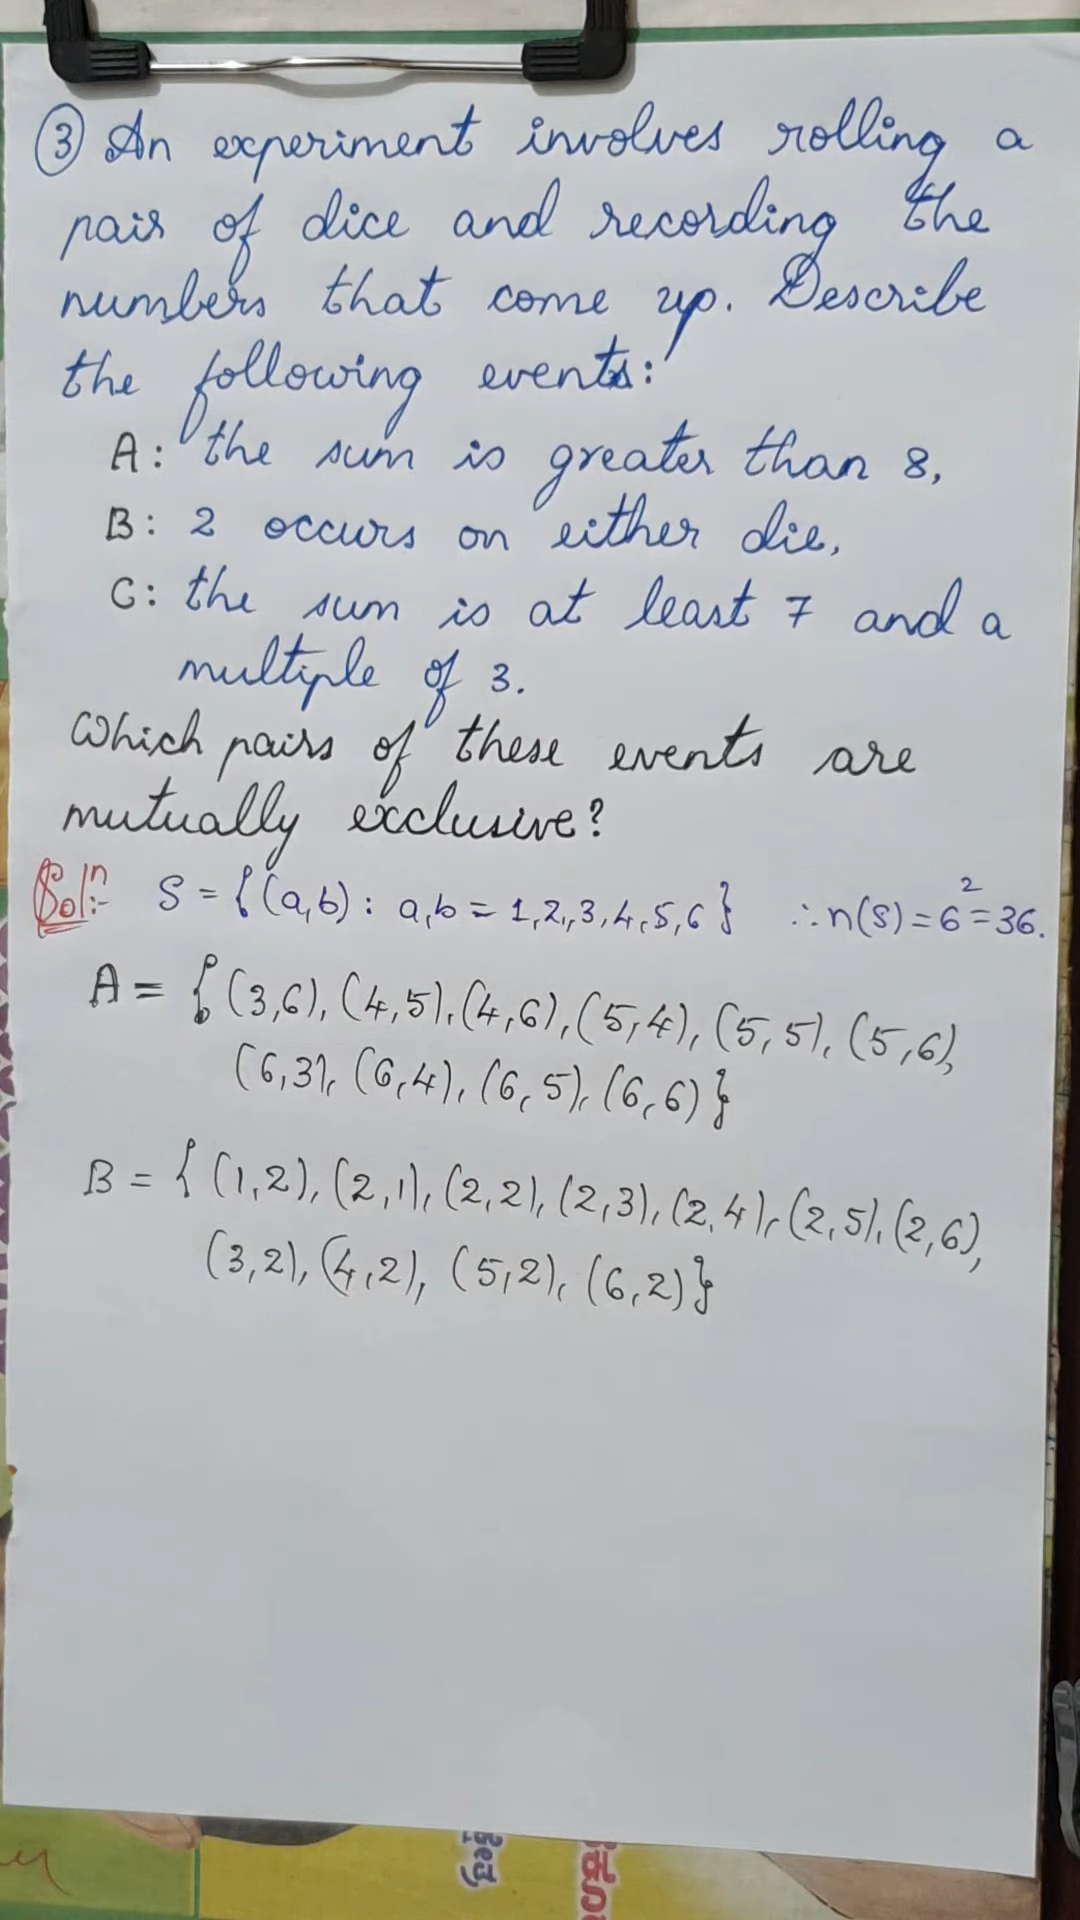 ③ An experiment involves rolling a
pair of dice and recording the
numbers that come up. Describe
the following events:
A: the sum is greater than 8,
B: 2 occurs on either die,
C: the sum is at least 7 and a
multiple of 3.
Which pairs of these events are
mutually exclusive?
Solⁿ:- S = {(a,b) : a,b = 1,2,3,4,5,6} ∴ n(S) = 6² = 36.
A = {(3,6), (4,5), (4,6), (5,4), (5,5), (5,6),
(6,3), (6,4), (6,5), (6,6)}
B = {(1,2), (2,1), (2,2), (2,3), (2,4), (2,5), (2,6),
(3,2), (4,2), (5,2), (6,2)}